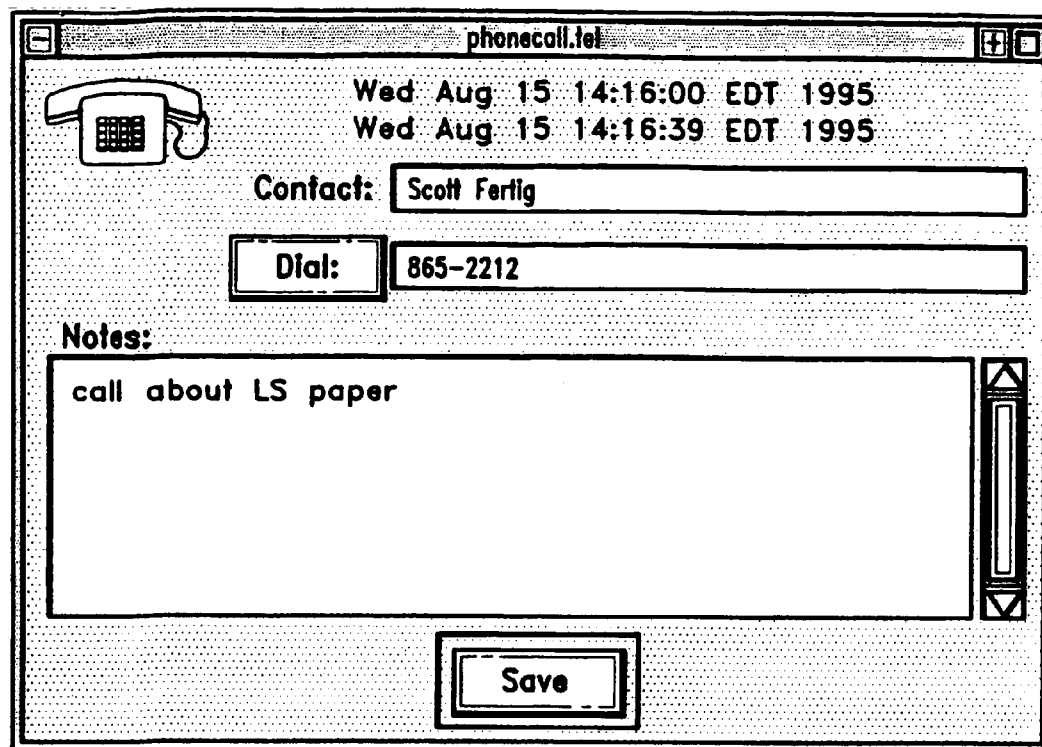 phonecall.tel
Wed Aug 15 14:16:00 EDT 1995
Wed Aug 15 14:16:39 EDT 1995
Contact: Scott Fertig
Dial: 865-2212
Notes:
call about LS paper
Save